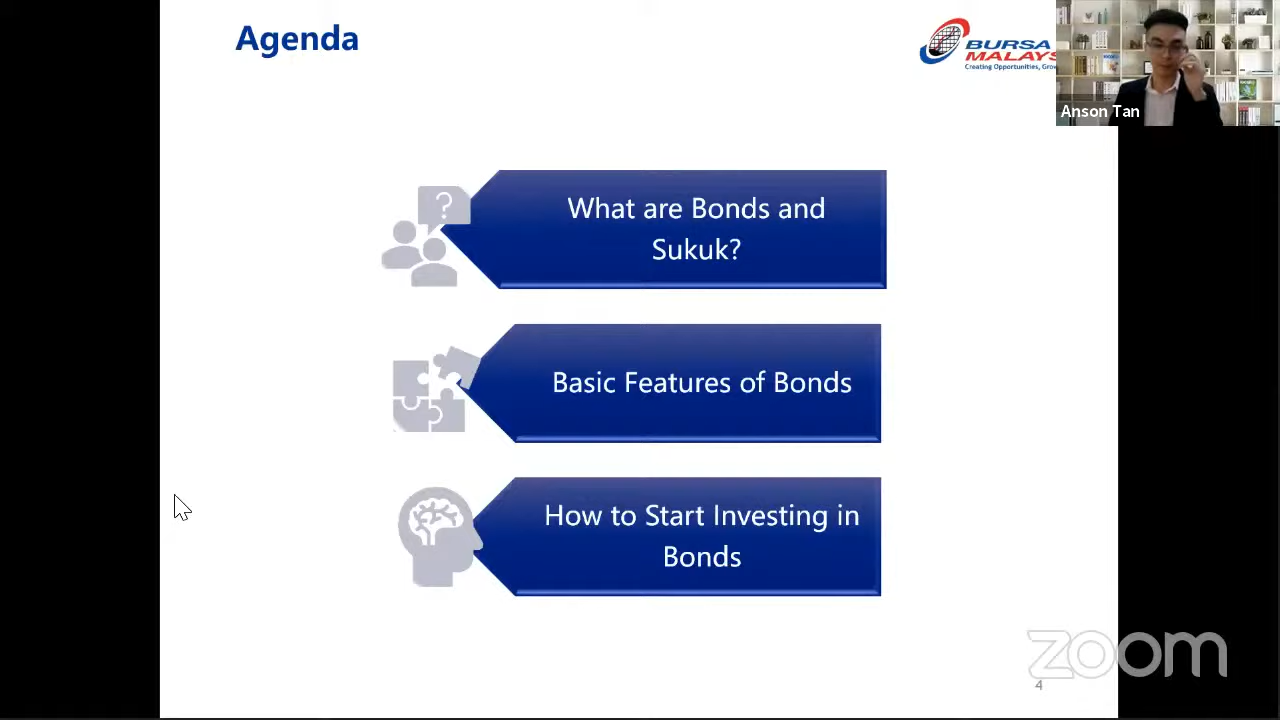 Agenda
BURSA
MALAYS
Creating Opportunities, Grow
Anson Tan
?
What are Bonds and
Sukuk?
Basic Features of Bonds
How to Start Investing in
Bonds
zoom
4